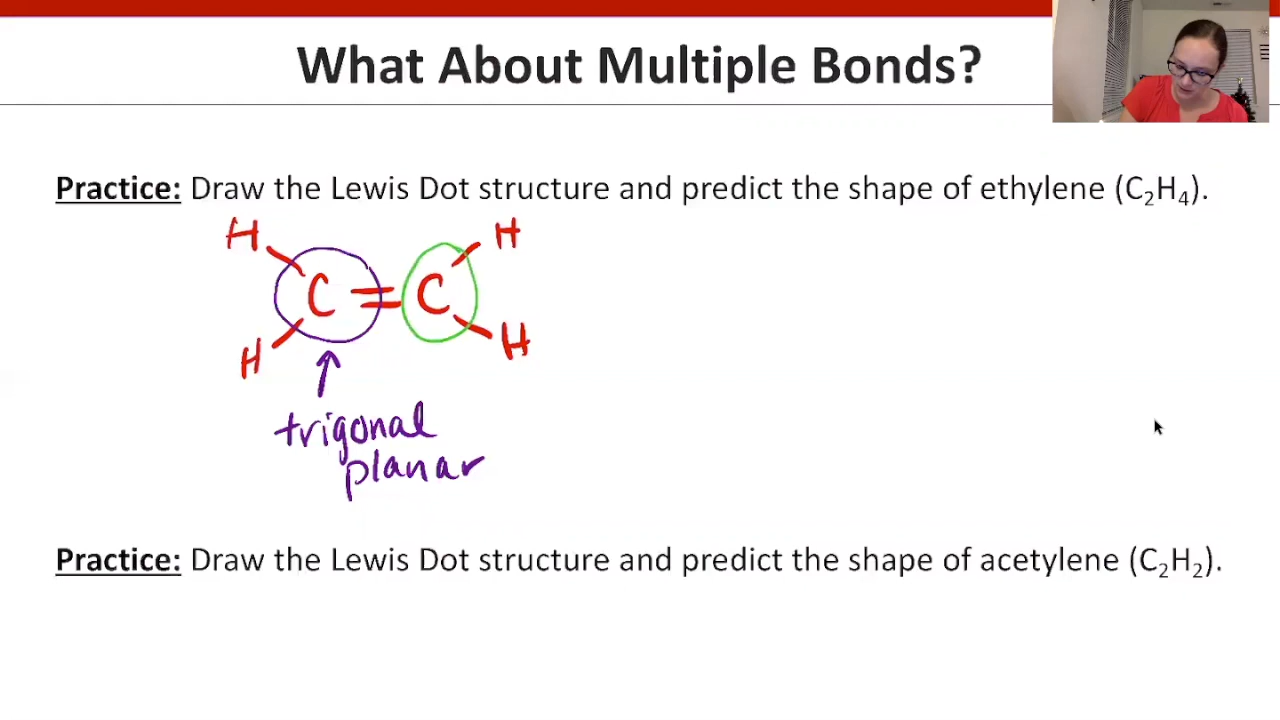 What About Multiple Bonds?
Practice: Draw the Lewis Dot structure and predict the shape of ethylene (C₂H₄).
H H
C = C
H H
trigonal
planar
Practice: Draw the Lewis Dot structure and predict the shape of acetylene (C₂H₂).